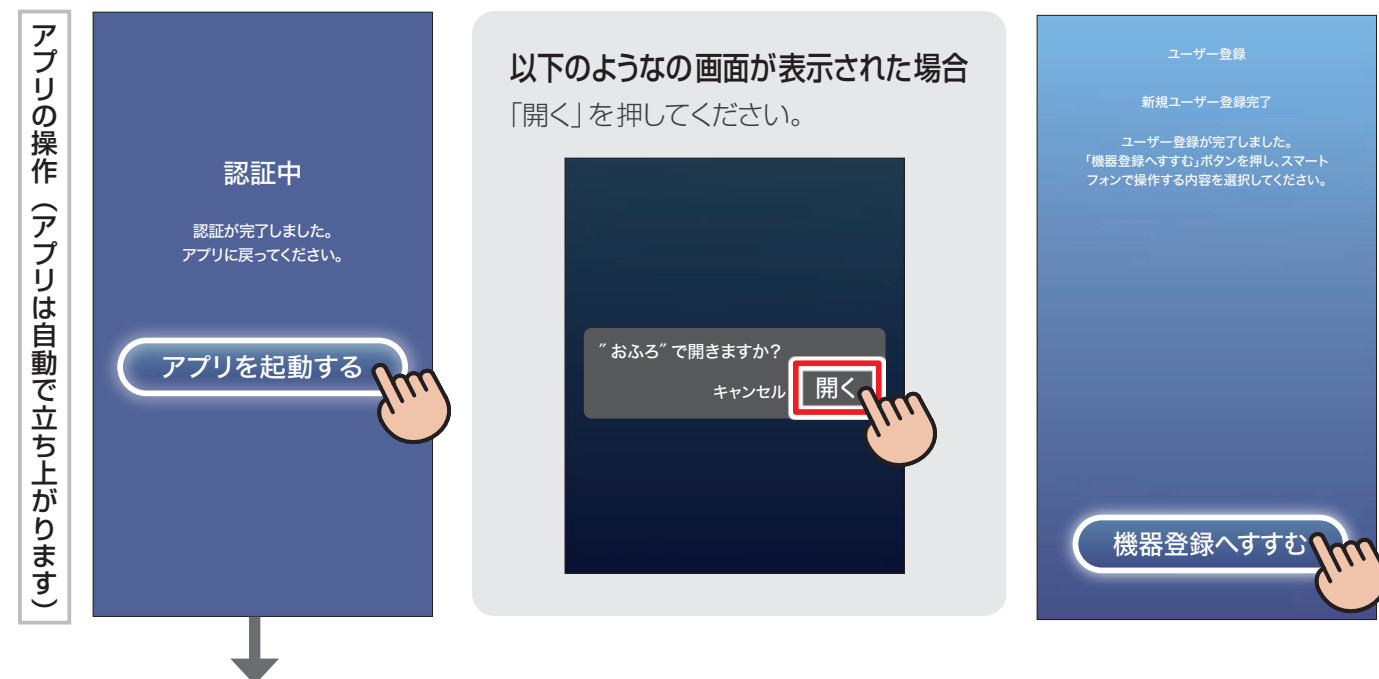 アプリの操作（アプリは自動で立ち上がります）
認証中
認証が完了しました。
アプリに戻ってください。
アプリを起動する
以下のようなの画面が表示された場合
「開く」を押してください。
″おふろ″で開きますか？
キャンセル 開く
ユーザー登録
新規ユーザー登録完了
ユーザー登録が完了しました。
「機器登録へすすむ」ボタンを押し、スマート
フォンで操作する内容を選択してください。
機器登録へすすむ